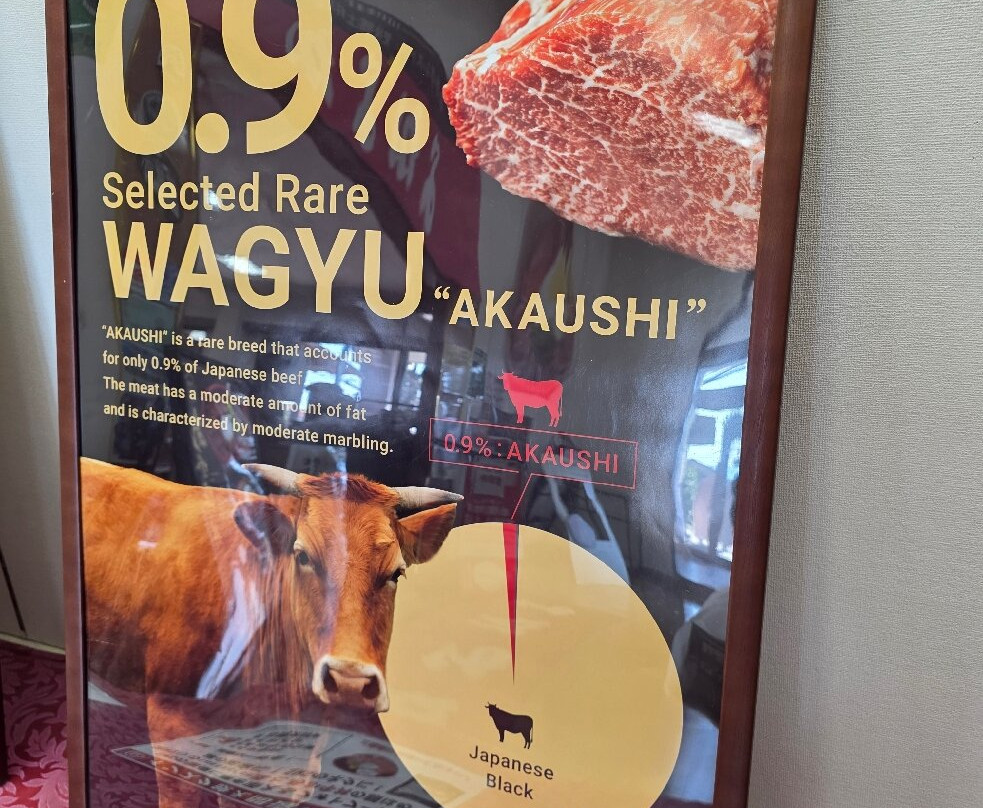 0.9%
Selected Rare
WAGYU "AKAUSHI"
"AKAUSHI" is a rare breed that accounts
for only 0.9% of Japanese beef
The meat has a moderate amount of fat
and is characterized by moderate marbling.
0.9%:AKAUSHI
Japanese
Black